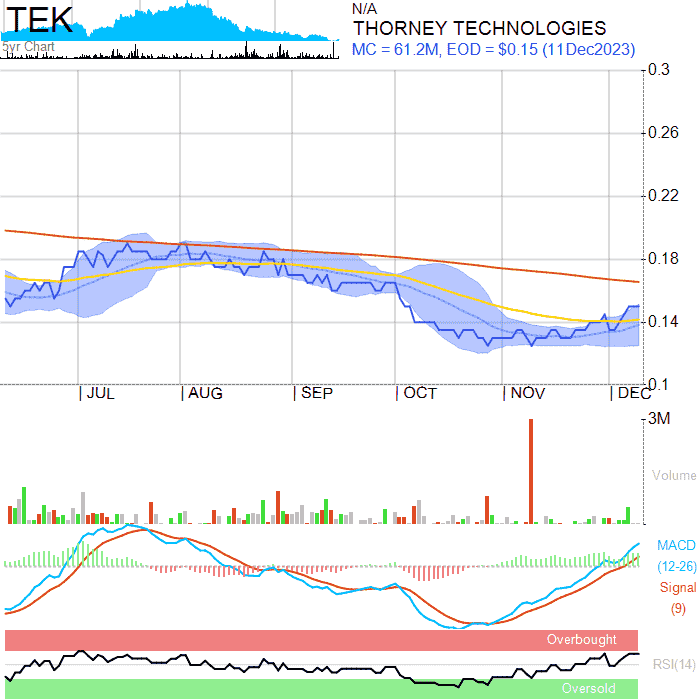 TEK
5yr Chart
N/A
THORNEY TECHNOLOGIES
MC = 61.2M, EOD = $0.15 (11Dec2023)
0.3
0.26
0.22
0.18
0.14
0.1
JUL AUG SEP OCT NOV DEC
3M
Volume
MACD
(12-26)
Signal
(9)
Overbought
RSI(14)
Oversold